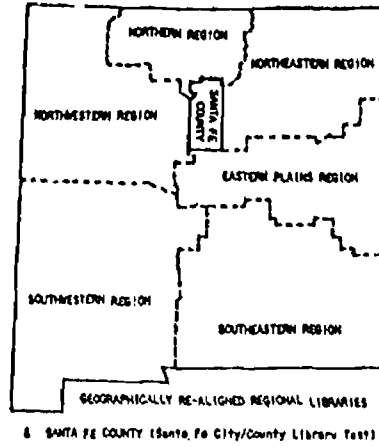 NORTHERN REGION
NORTHEASTERN REGION
NORTHWESTERN REGION
SANTA FE
COUNTY
EASTERN PLAINS REGION
SOUTHWESTERN REGION
SOUTHEASTERN REGION
GEOGRAPHICALLY RE-ALIGNED REGIONAL LIBRARIES
& SANTA FE COUNTY (Santa Fe City/County Library Test)